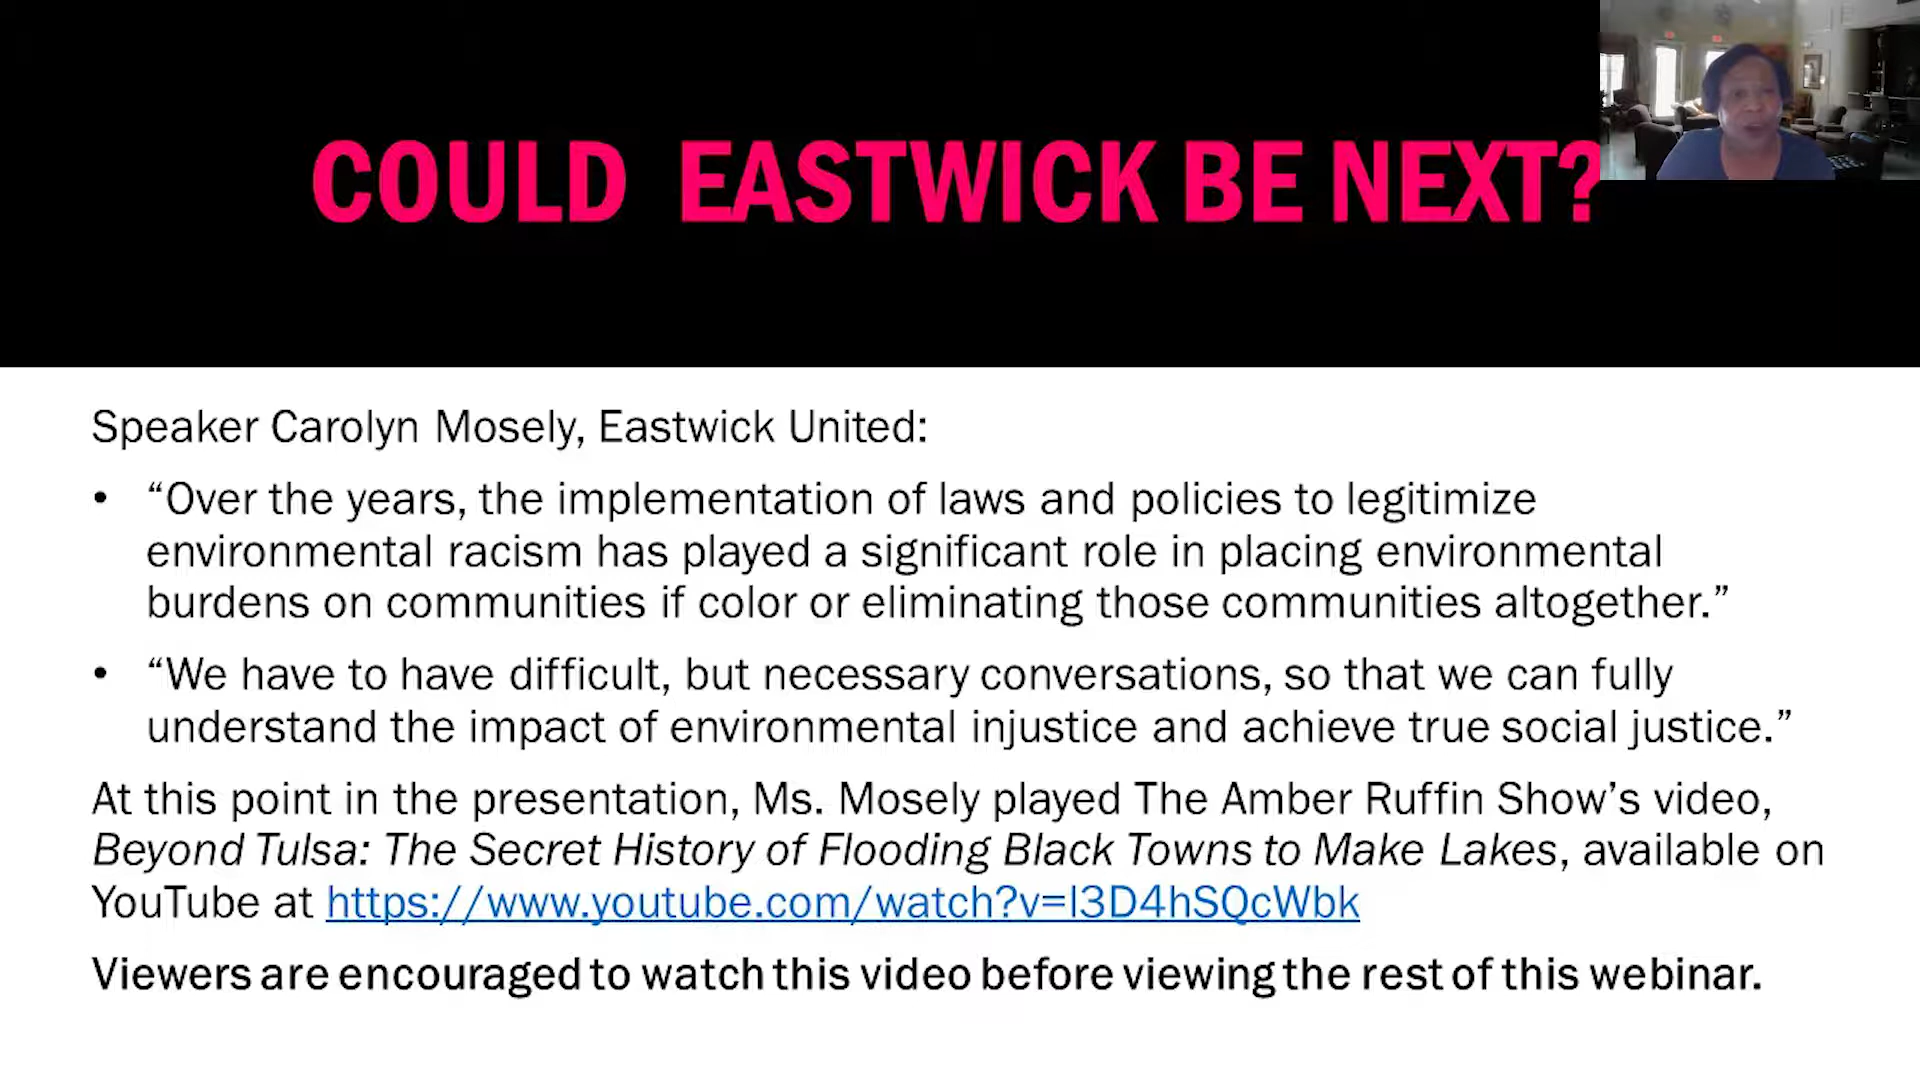 COULD EASTWICK BE NEXT?
Speaker Carolyn Mosely, Eastwick United:
• “Over the years, the implementation of laws and policies to legitimize
environmental racism has played a significant role in placing environmental
burdens on communities if color or eliminating those communities altogether.”
• “We have to have difficult, but necessary conversations, so that we can fully
understand the impact of environmental injustice and achieve true social justice.”
At this point in the presentation, Ms. Mosely played The Amber Ruffin Show’s video,
Beyond Tulsa: The Secret History of Flooding Black Towns to Make Lakes, available on
YouTube at https://www.youtube.com/watch?v=l3D4hSQcWbk
Viewers are encouraged to watch this video before viewing the rest of this webinar.